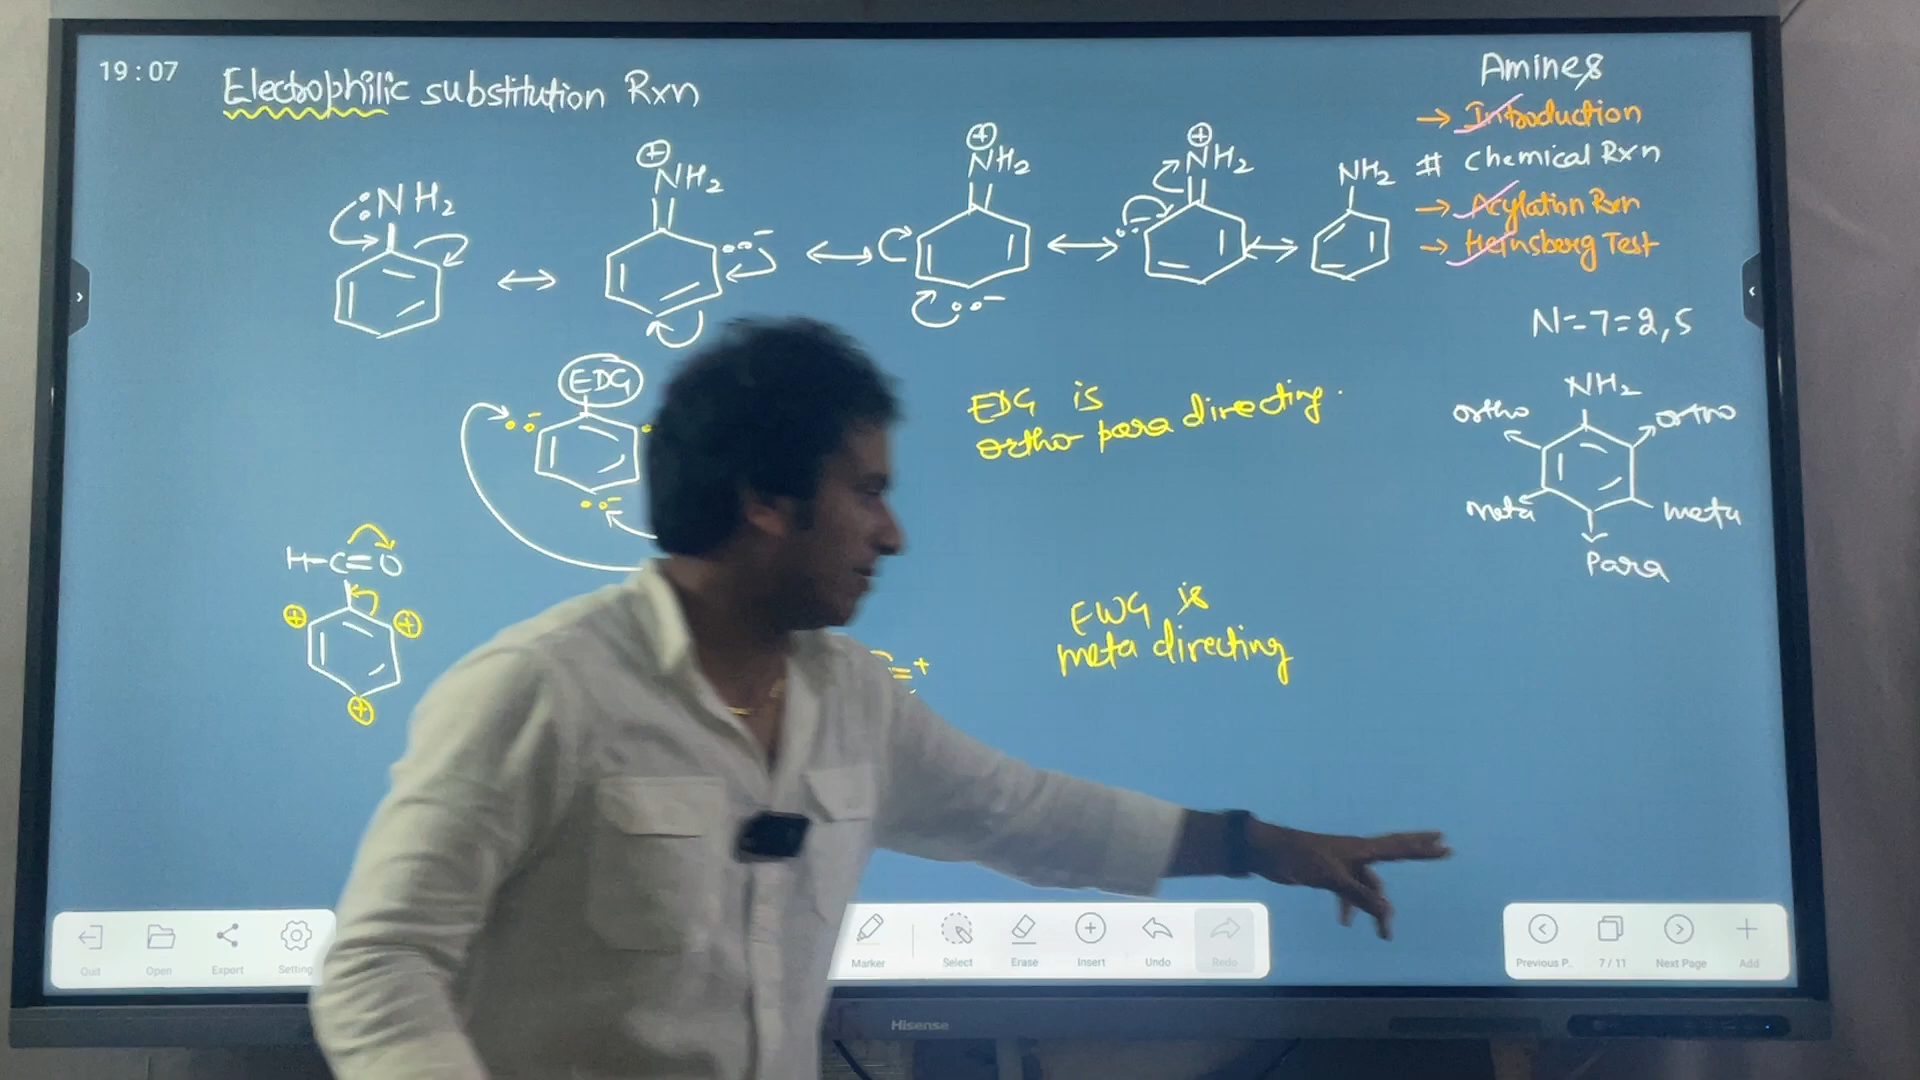 19:07
Electrophilic substitution Rxn
Amines
→ Introduction
# Chemical Rxn
→ Acylation Rxn
→ Heinsberg Test
:NH2
⊕
NH2
⊕
NH2
⊕
NH2
NH2
N=7=2,5
EDG
EDG is
ortho para directing.
NH2
ortho
ortho
meta
meta
Para
H-C=O
⊕
⊕
⊕
EWG is
meta directing
Quit
Open
Export
Setting
Marker
Select
Erase
Insert
Undo
Redo
Previous P..
7/11
Next Page
Add
Hisense